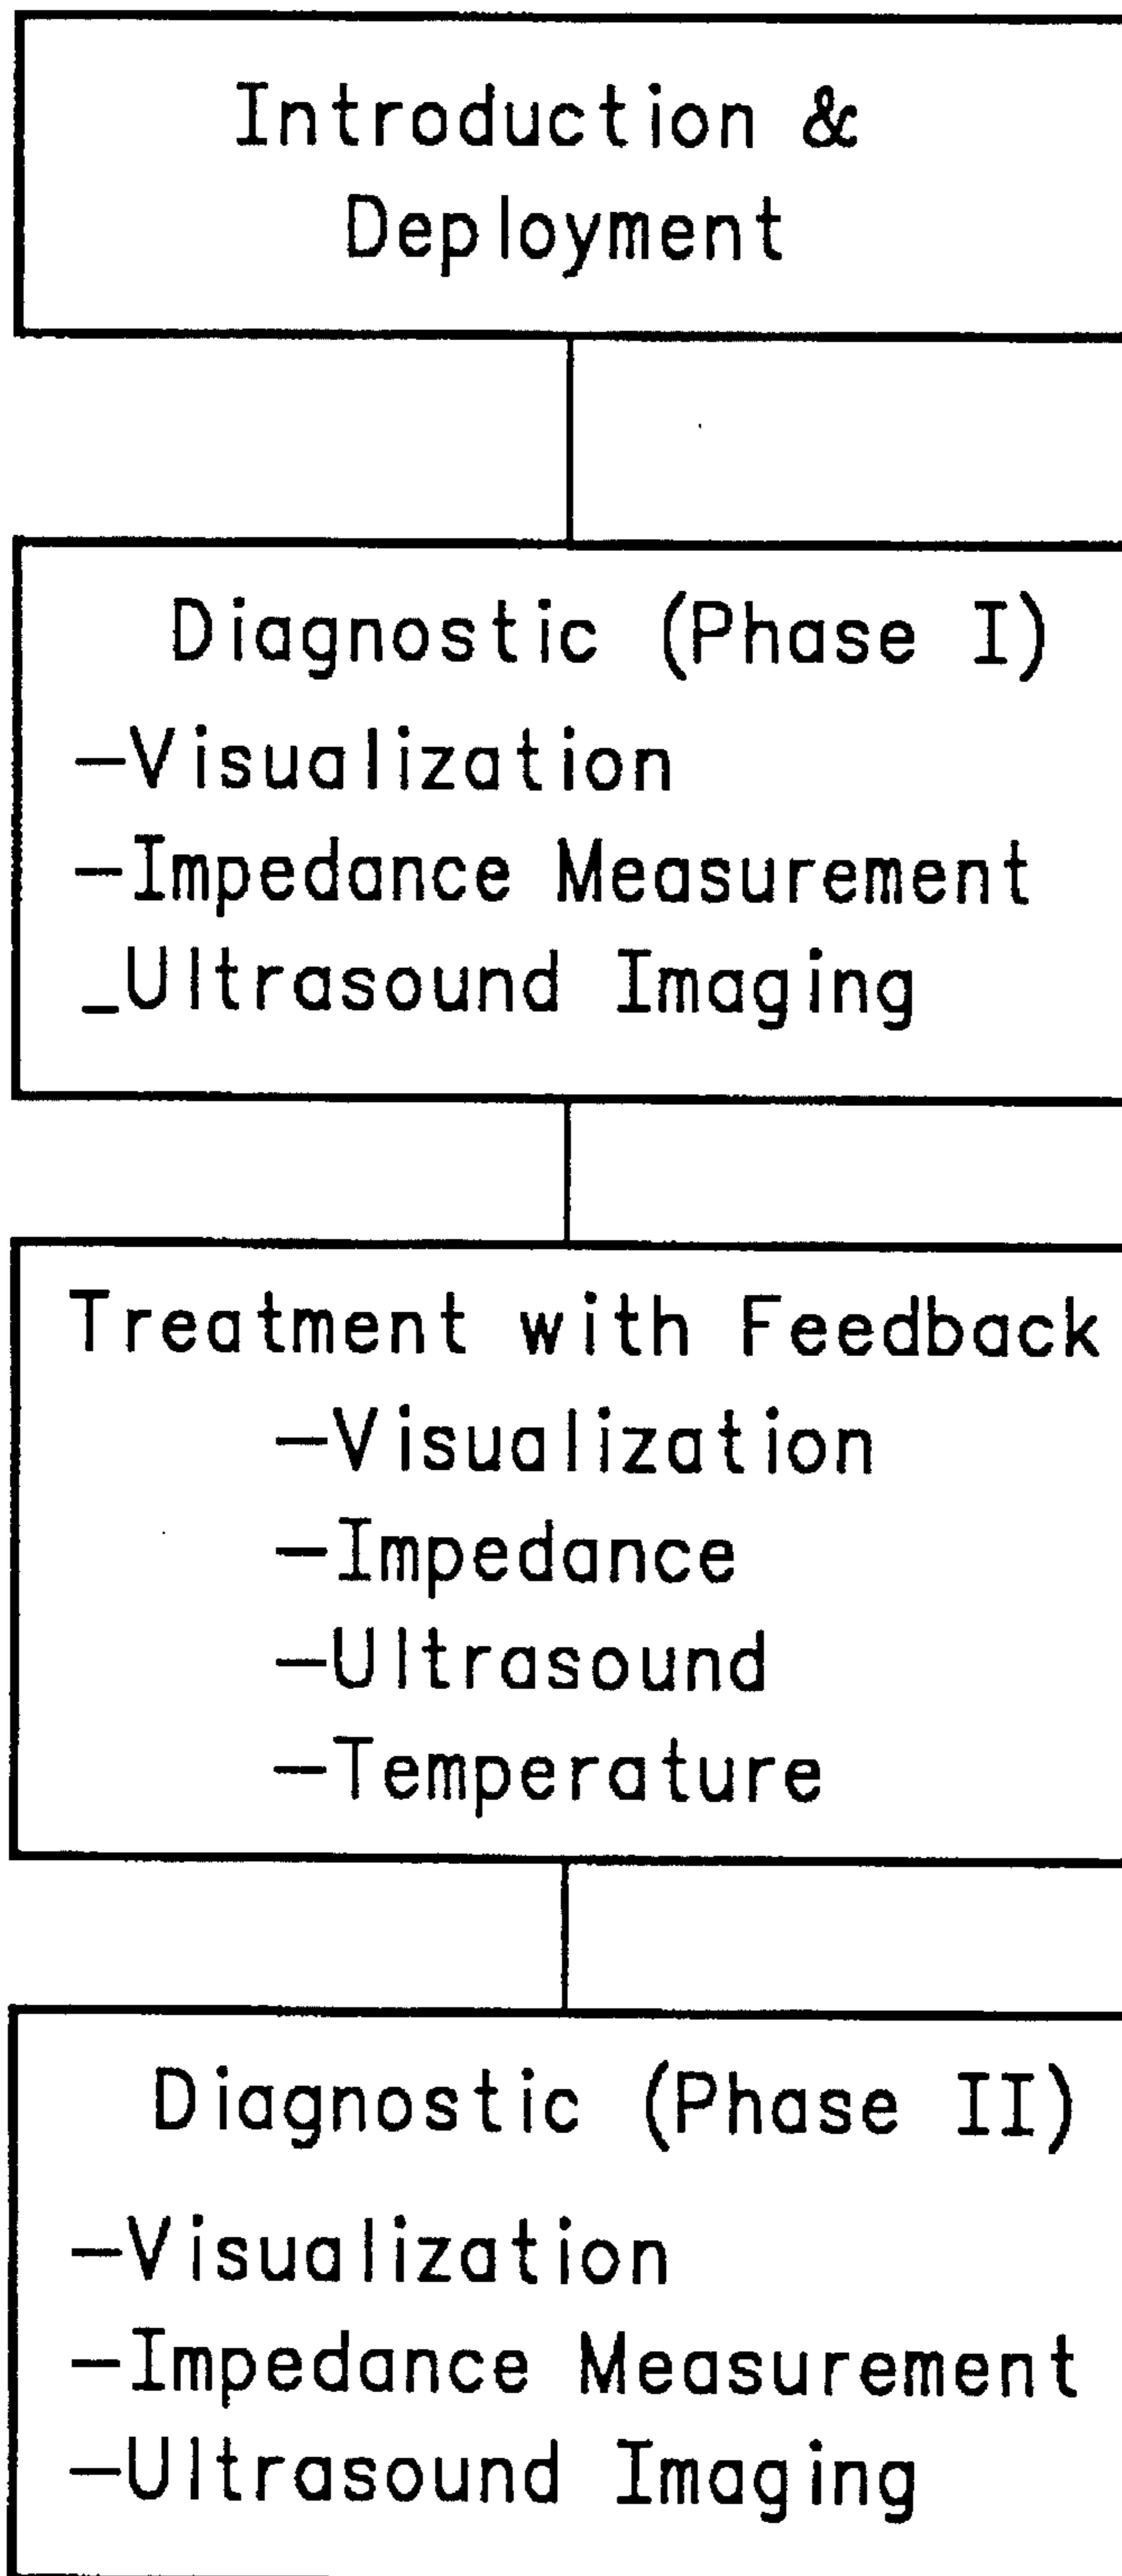 Introduction &
Deployment
Diagnostic (Phase I)
-Visualization
-Impedance Measurement
_Ultrasound Imaging
Treatment with Feedback
-Visualization
-Impedance
-Ultrasound
-Temperature
Diagnostic (Phase II)
-Visualization
-Impedance Measurement
-Ultrasound Imaging